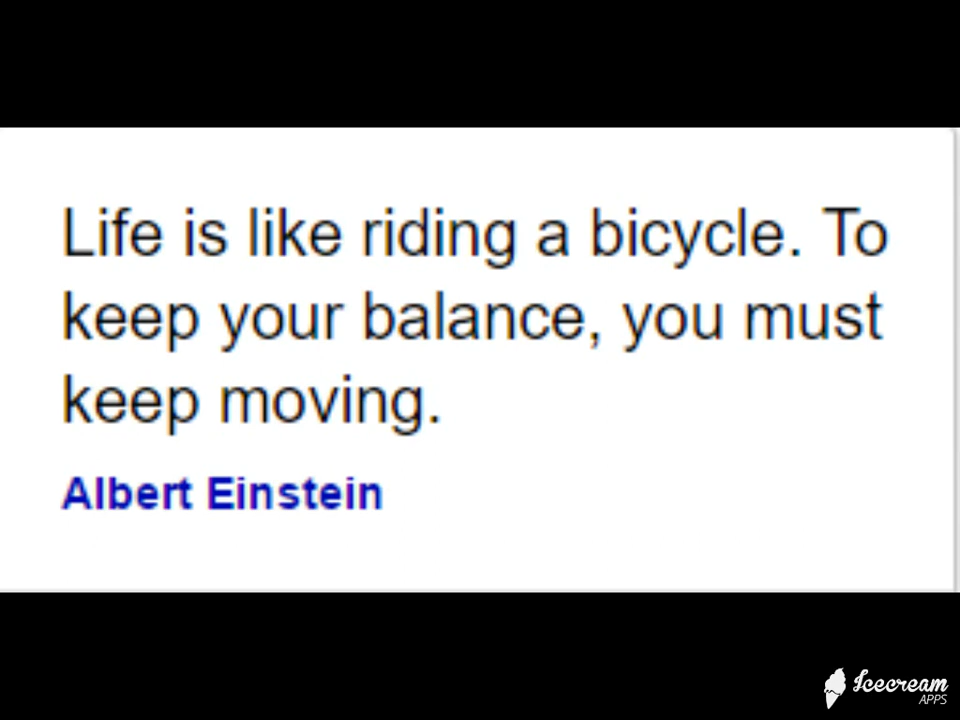 Life is like riding a bicycle. To
keep your balance, you must
keep moving.
Albert Einstein
Icecream
APPS